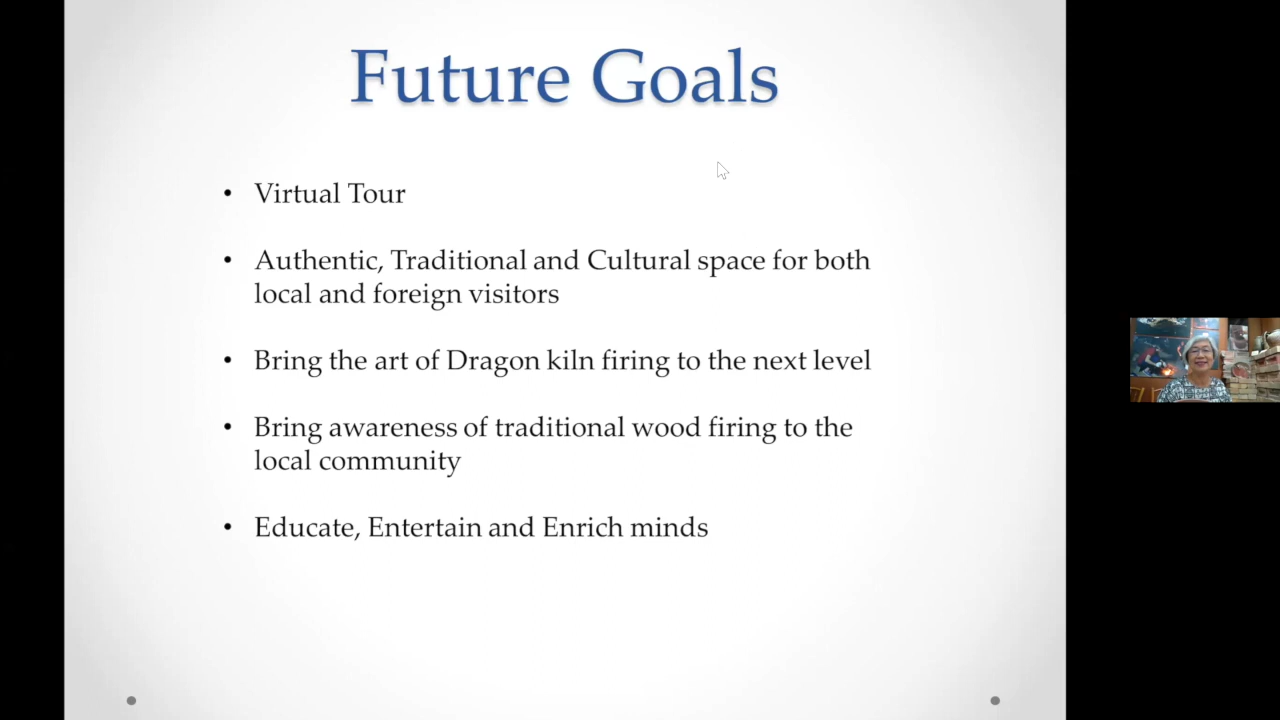 Future Goals
• Virtual Tour
• Authentic, Traditional and Cultural space for both
local and foreign visitors
• Bring the art of Dragon kiln firing to the next level
• Bring awareness of traditional wood firing to the
local community
• Educate, Entertain and Enrich minds